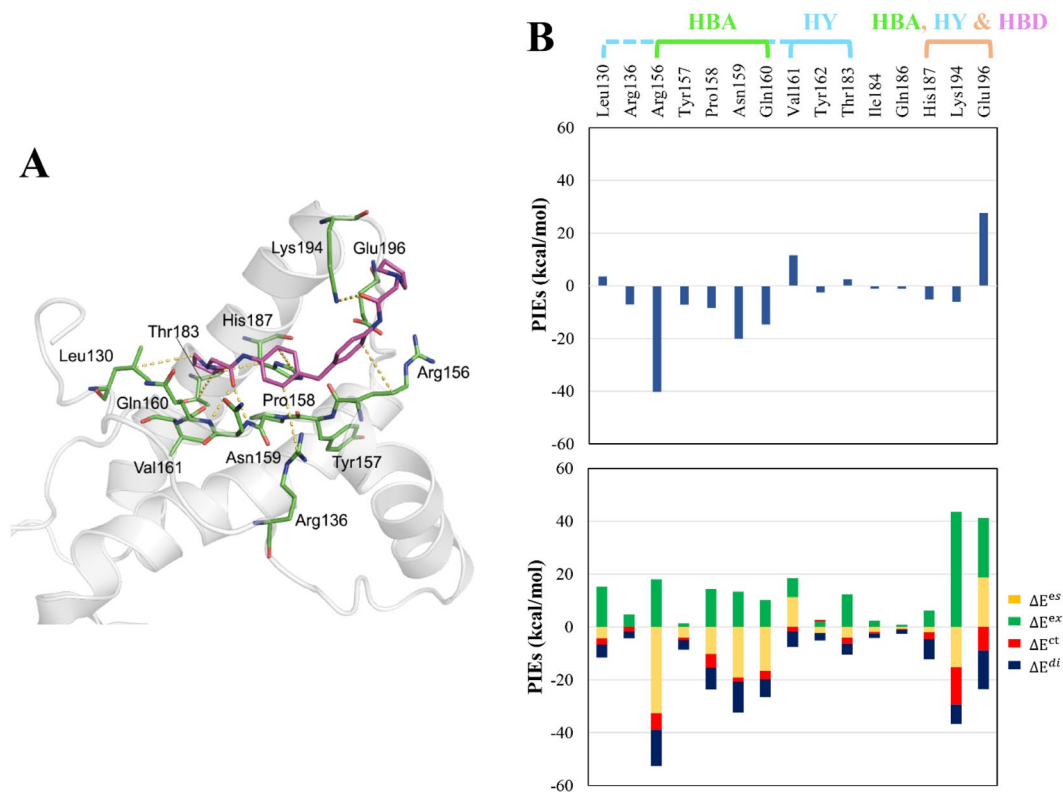 A
Lys194
Glu196
Thr183
His187
Leu130
Arg156
Gln160
Pro158
Val161
Asn159
Tyr157
Arg136
B
HBA HY HBA, HY & HBD
Leu130
Arg136
Arg156
Tyr157
Pro158
Asn159
Gln160
Val161
Tyr162
Thr183
Ile184
Gln186
His187
Lys194
Glu196
PIEs (kcal/mol)
60
40
20
0
-20
-40
-60
PIEs (kcal/mol)
60
40
20
0
-20
-40
-60
ΔE^es
ΔE^ex
ΔE^ct
ΔE^di